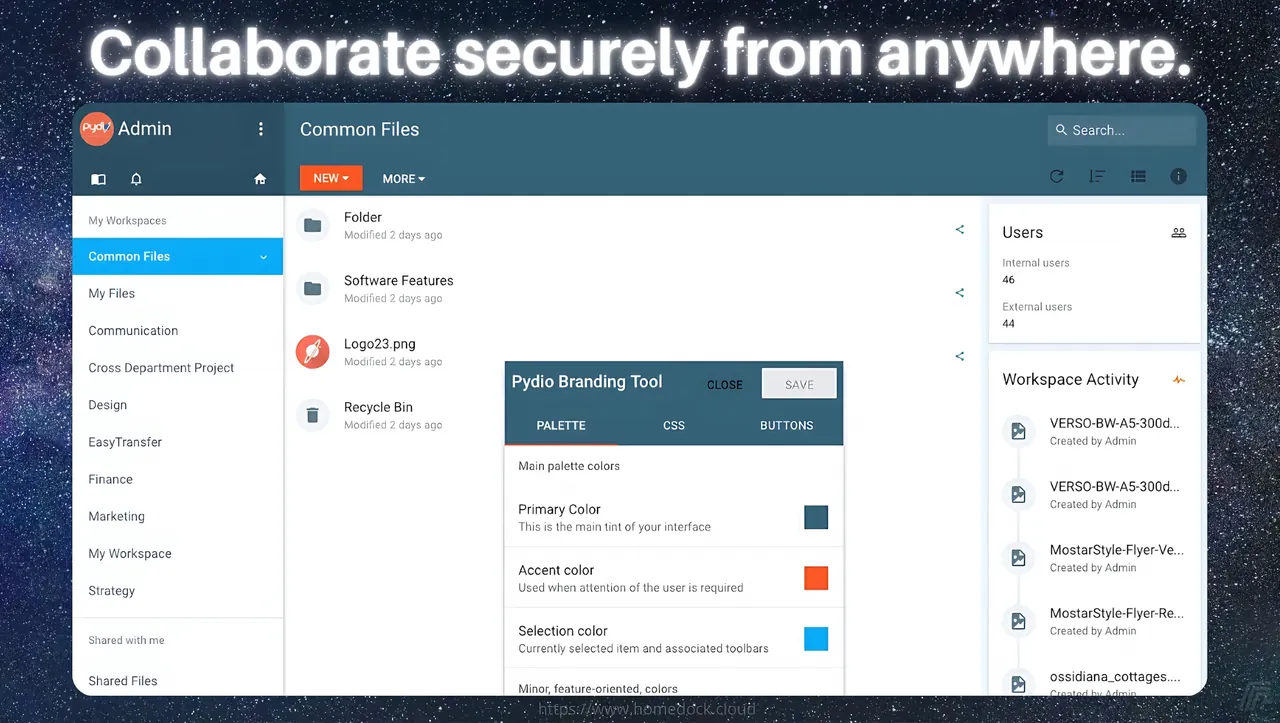 Collaborate securely from anywhere.
pydio Admin
Common Files
Search...
NEW
MORE
My Workspaces
Common Files
My Files
Communication
Cross Department Project
Design
EasyTransfer
Finance
Marketing
My Workspace
Strategy
Shared with me
Shared Files
Folder
Modified 2 days ago
Software Features
Modified 2 days ago
Logo23.png
Modified 2 days ago
Recycle Bin
Modified 2 days ago
Pydio Branding Tool
CLOSE
SAVE
PALETTE
CSS
BUTTONS
Main palette colors
Primary Color
This is the main tint of your interface
Accent color
Used when attention of the user is required
Selection color
Currently selected item and associated toolbars
Minor, feature-oriented, colors
Users
Internal users
46
External users
44
Workspace Activity
VERSO-BW-A5-300d...
Created by Admin
VERSO-BW-A5-300d...
Created by Admin
MostarStyle-Flyer-Ve...
Created by Admin
MostarStyle-Flyer-Re...
Created by Admin
ossidiana_cottages....
Created by Admin
https://www.homedock.cloud